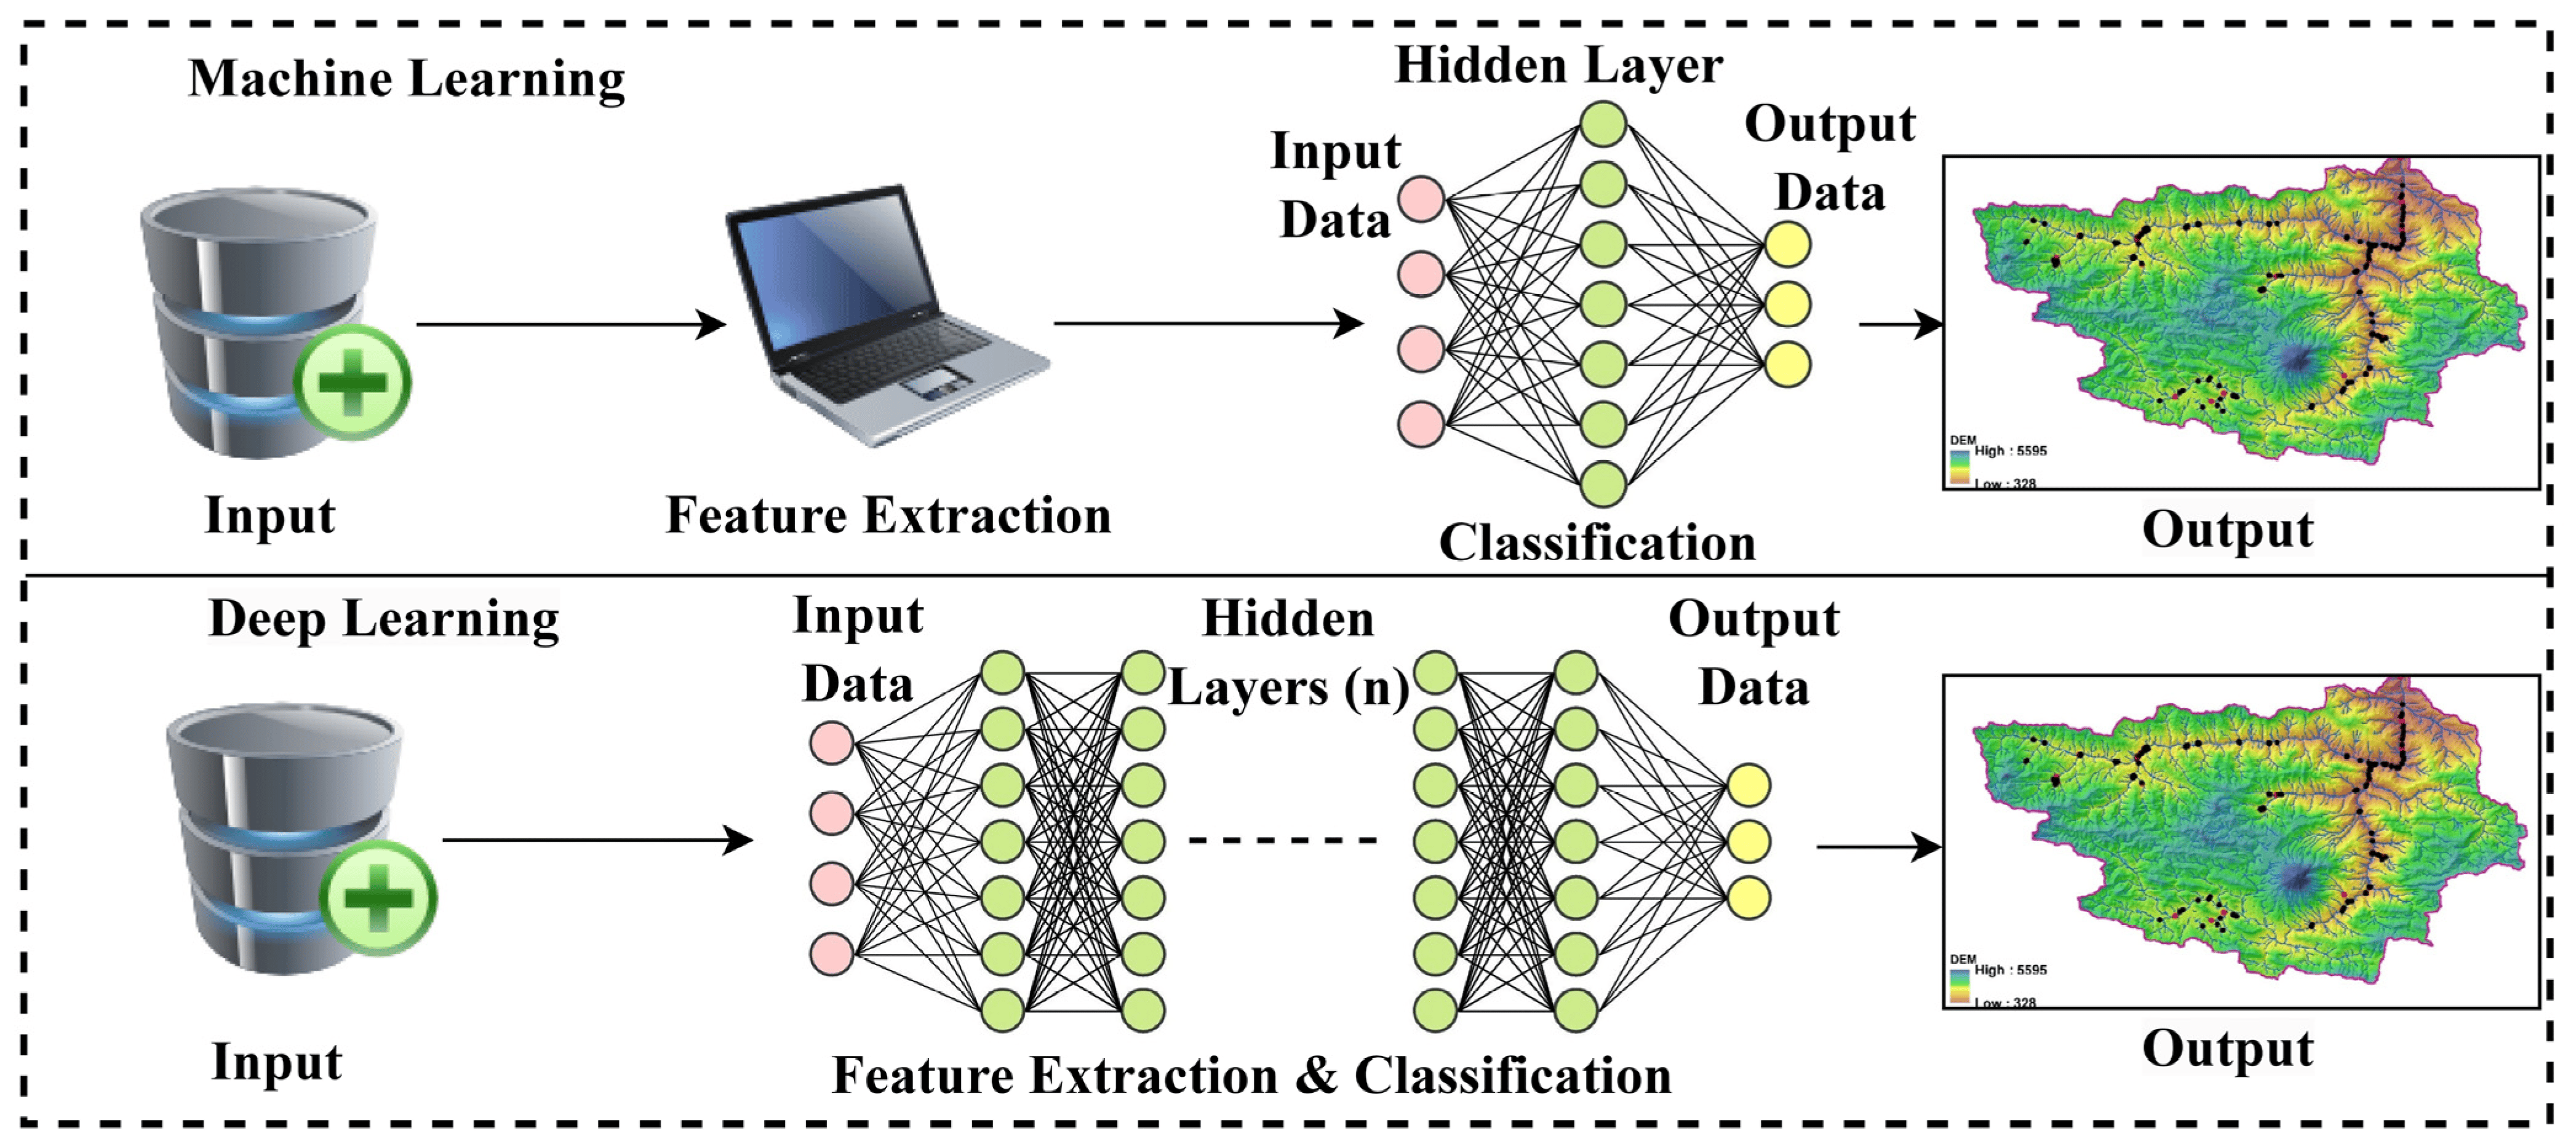 Machine Learning
Hidden Layer
Input
Data
Output
Data
DEM
High : 5595
Low : 328
Input
Feature Extraction
Classification
Output
Deep Learning
Input
Data
Hidden
Layers (n)
Output
Data
DEM
High : 5595
Low : 328
Input
Feature Extraction & Classification
Output